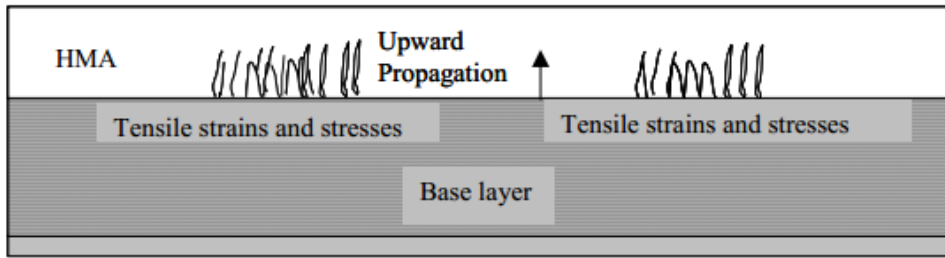 HMA
Upward
Propagation
Tensile strains and stresses
Tensile strains and stresses
Base layer